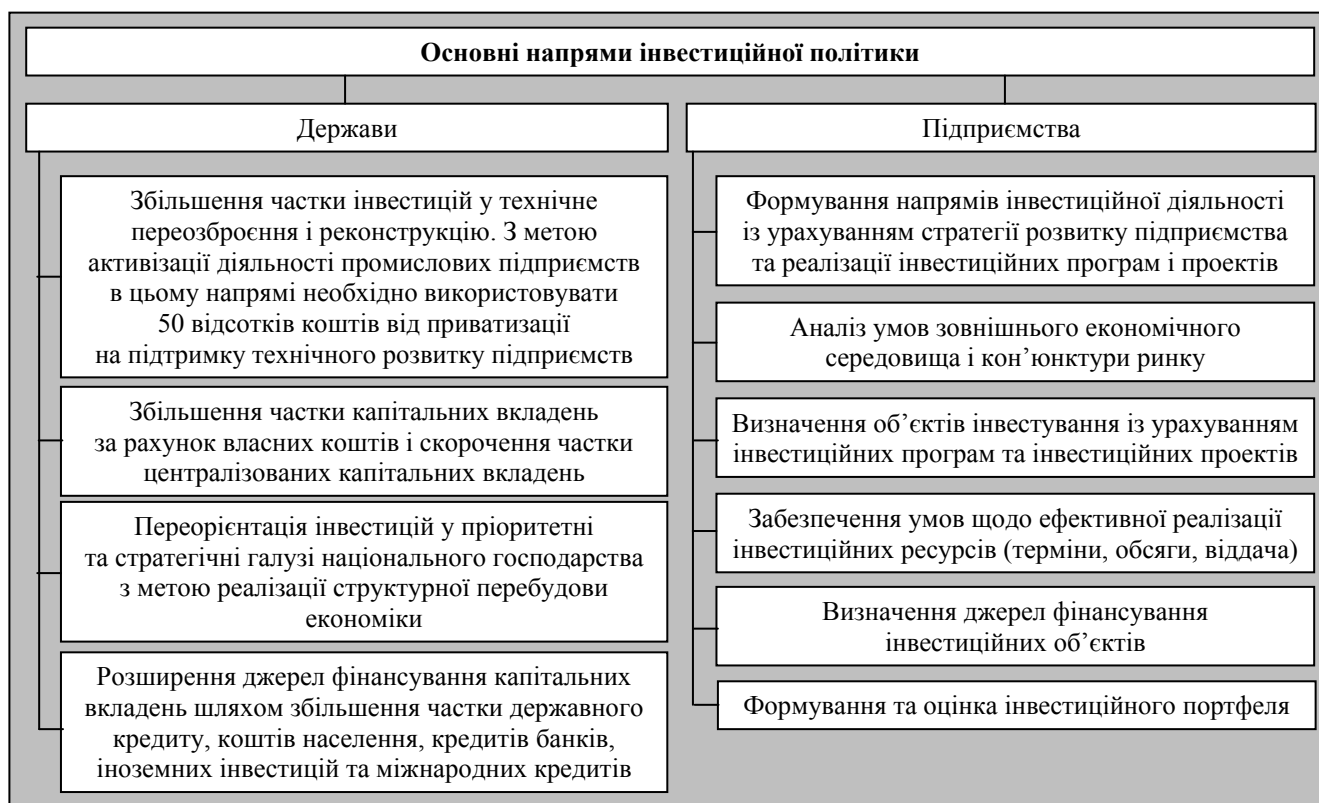 Основні напрями інвестиційної політики
Держави
Збільшення частки інвестицій у технічне
переозброєння і реконструкцію. З метою
активізації діяльності промислових підприємств
в цьому напрямі необхідно використовувати
50 відсотків коштів від приватизації
на підтримку технічного розвитку підприємств
Збільшення частки капітальних вкладень
за рахунок власних коштів і скорочення частки
централізованих капітальних вкладень
Переорієнтація інвестицій у пріоритетні
та стратегічні галузі національного господарства
з метою реалізації структурної перебудови
економіки
Розширення джерел фінансування капітальних
вкладень шляхом збільшення частки державного
кредиту, коштів населення, кредитів банків,
іноземних інвестицій та міжнародних кредитів
Підприємства
Формування напрямів інвестиційної діяльності
із урахуванням стратегії розвитку підприємства
та реалізації інвестиційних програм і проектів
Аналіз умов зовнішнього економічного
середовища і кон’юнктури ринку
Визначення об’єктів інвестування із урахуванням
інвестиційних програм та інвестиційних проектів
Забезпечення умов щодо ефективної реалізації
інвестиційних ресурсів (терміни, обсяги, віддача)
Визначення джерел фінансування
інвестиційних об’єктів
Формування та оцінка інвестиційного портфеля